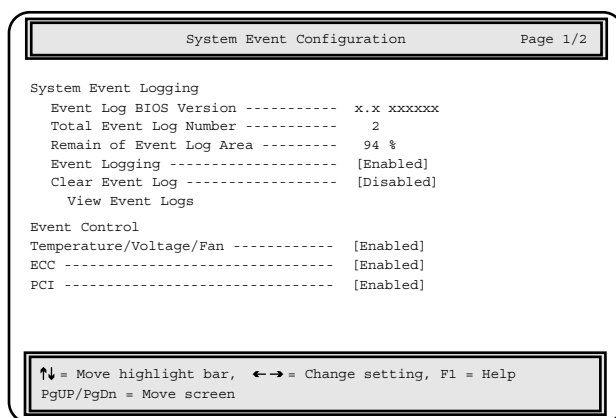 System Event Configuration Page 1/2
System Event Logging
Event Log BIOS Version ----------- x.x xxxxxx
Total Event Log Number ----------- 2
Remain of Event Log Area --------- 94 %
Event Logging -------------------- [Enabled]
Clear Event Log ------------------ [Disabled]
View Event Logs
Event Control
Temperature/Voltage/Fan ------------ [Enabled]
ECC -------------------------------- [Enabled]
PCI -------------------------------- [Enabled]
↑↓ = Move highlight bar, ←→ = Change setting, F1 = Help
PgUP/PgDn = Move screen